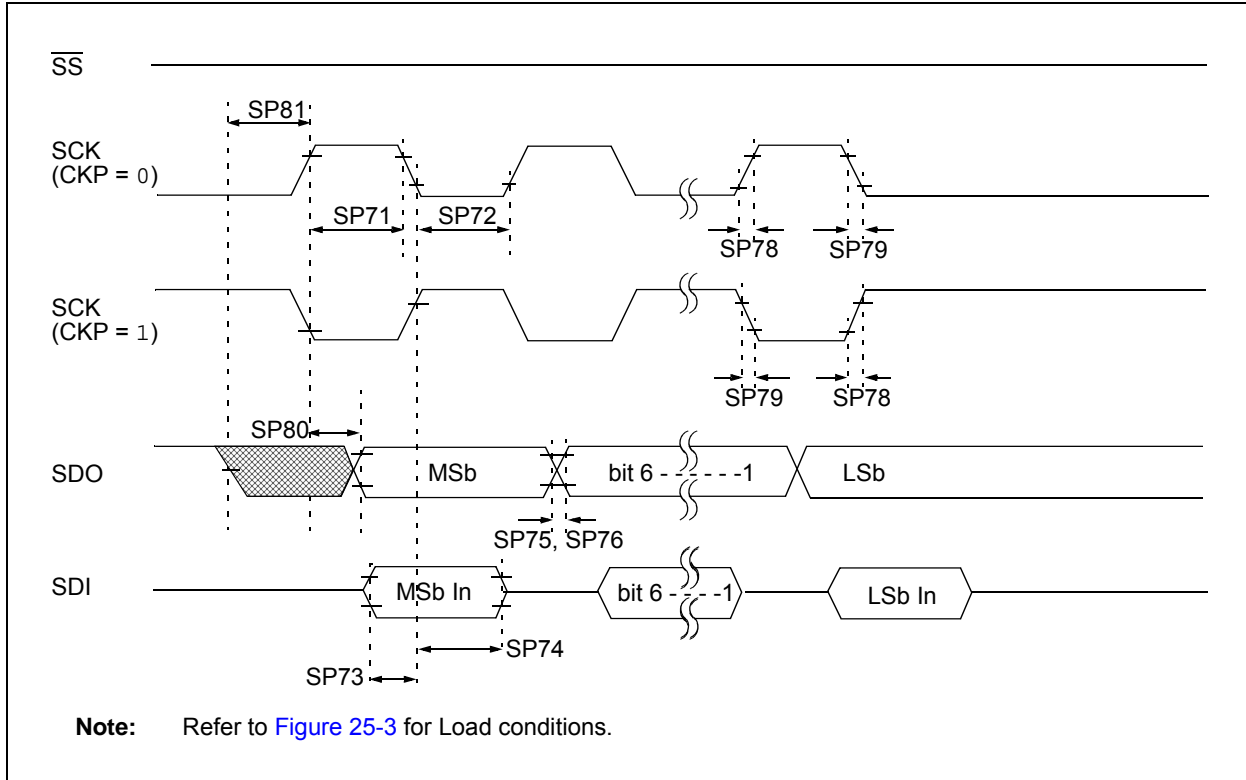 SS
SP81
SCK
(CKP = 0)
SP71
SP72
SP78
SP79
SCK
(CKP = 1)
SP79
SP78
SP80
SDO
MSb
bit 6 - - - - - -1
LSb
SP75, SP76
SDI
MSb In
bit 6 - - - - -1
LSb In
SP74
SP73
Note: Refer to Figure 25-3 for Load conditions.